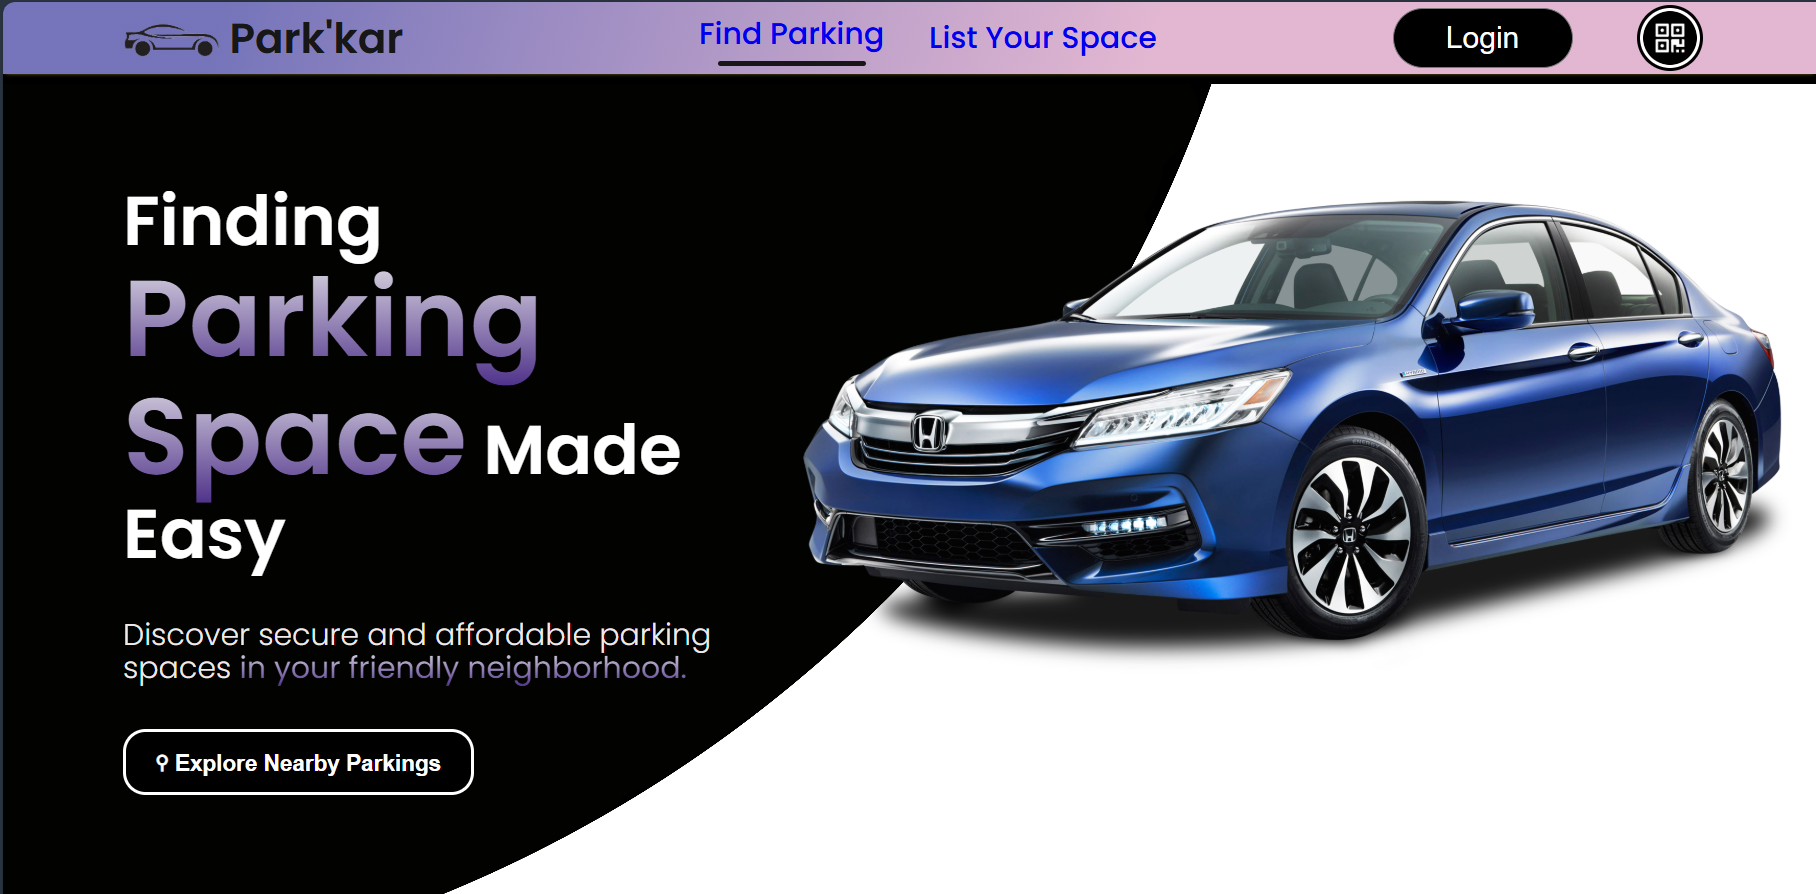 Park'kar
Find Parking
List Your Space
Login
Finding
Parking
Space Made
Easy
Discover secure and affordable parking
spaces in your friendly neighborhood.
Explore Nearby Parkings